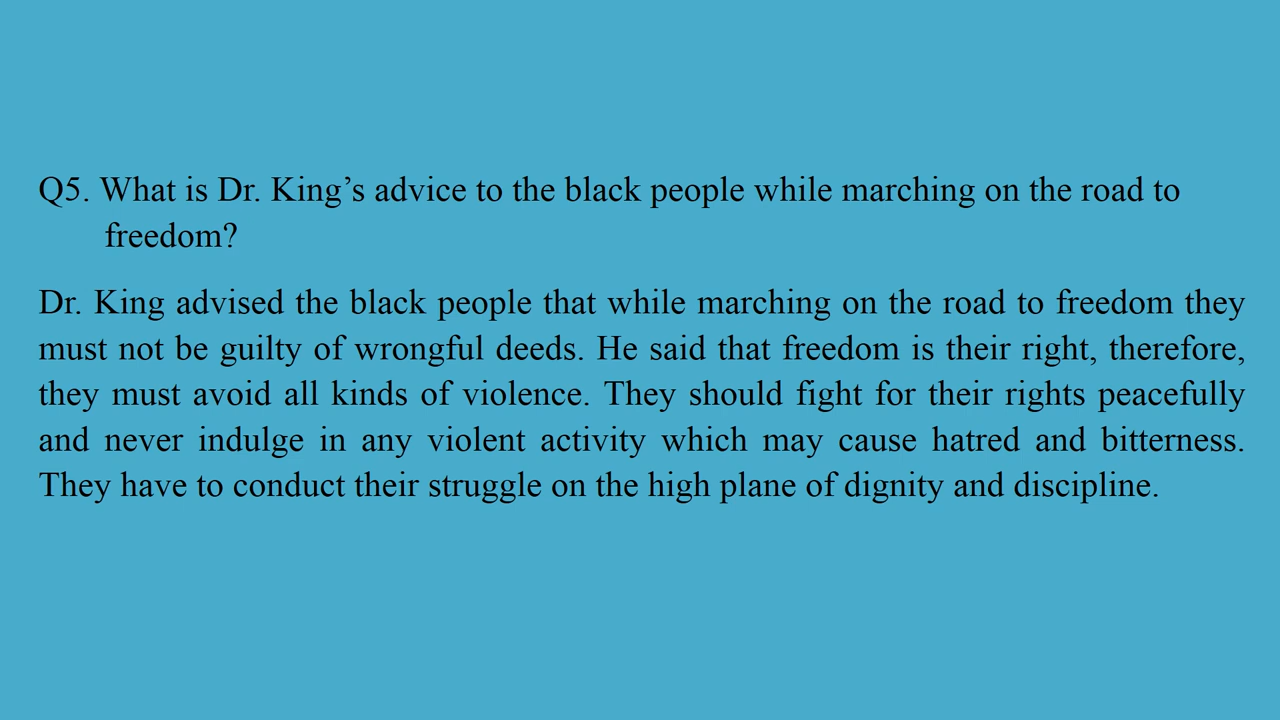 Q5. What is Dr. King’s advice to the black people while marching on the road to
freedom?
Dr. King advised the black people that while marching on the road to freedom they
must not be guilty of wrongful deeds. He said that freedom is their right, therefore,
they must avoid all kinds of violence. They should fight for their rights peacefully
and never indulge in any violent activity which may cause hatred and bitterness.
They have to conduct their struggle on the high plane of dignity and discipline.